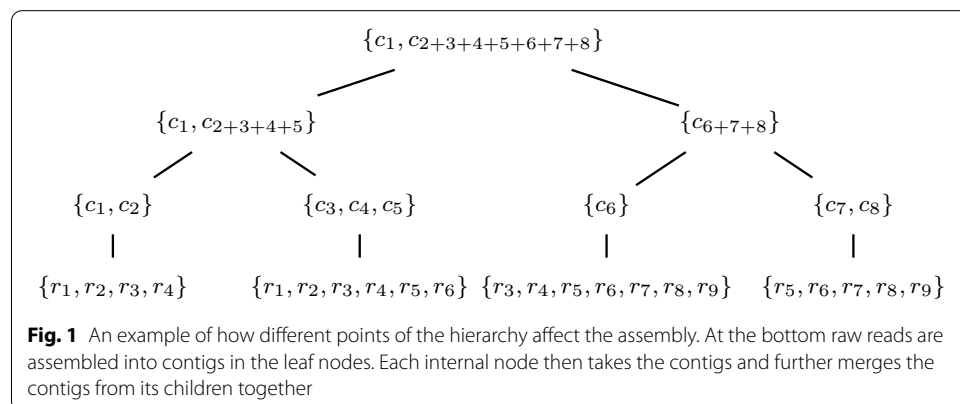 {c₁, c₂₊₃₊₄₊₅₊₆₊₇₊₈}
{c₁, c₂₊₃₊₄₊₅} {c₆₊₇₊₈}
{c₁, c₂} {c₃, c₄, c₅} {c₆} {c₇, c₈}
{r₁, r₂, r₃, r₄} {r₁, r₂, r₃, r₄, r₅, r₆} {r₃, r₄, r₅, r₆, r₇, r₈, r₉} {r₅, r₆, r₇, r₈, r₉}
Fig. 1 An example of how different points of the hierarchy affect the assembly. At the bottom raw reads are
assembled into contigs in the leaf nodes. Each internal node then takes the contigs and further merges the
contigs from its children together